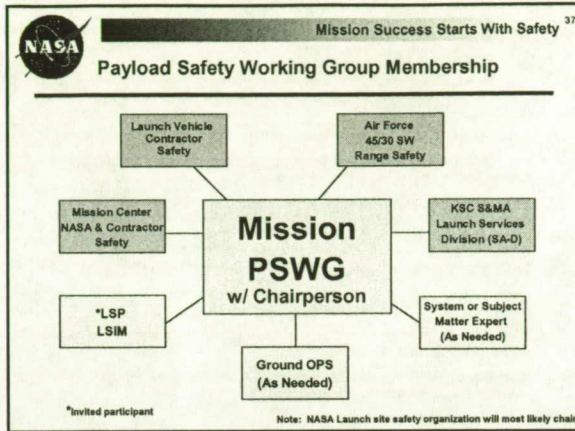 37
Mission Success Starts With Safety
NASA
Payload Safety Working Group Membership
Launch Vehicle
Contractor
Safety
Air Force
45/30 SW
Range Safety
Mission Center
NASA & Contractor
Safety
Mission
PSWG
w/ Chairperson
KSC S&MA
Launch Services
Division (SA-D)
*LSP
LSIM
System or Subject
Matter Expert
(As Needed)
Ground OPS
(As Needed)
*Invited participant
Note: NASA Launch site safety organization will most likely chair